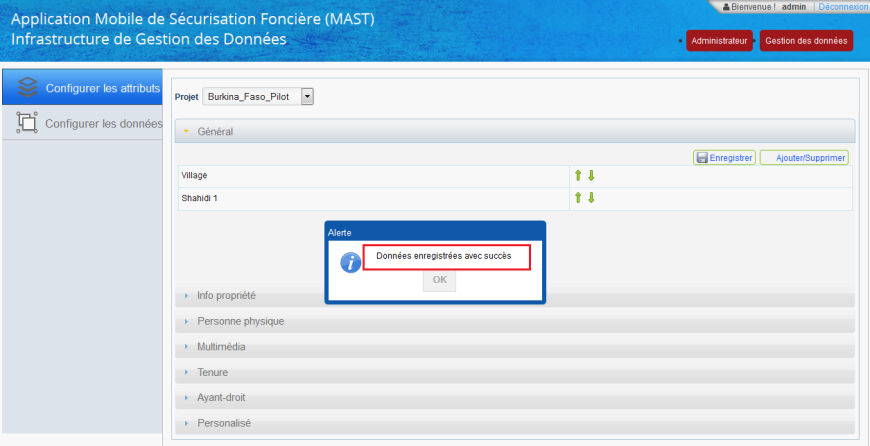 Bienvenue ! admin Déconnexion
Application Mobile de Sécurisation Foncière (MAST)
Infrastructure de Gestion des Données
Administrateur Gestion des données
Configurer les attributs
Configurer les données
Projet Burkina_Faso_Pilot
Général
Enregistrer Ajouter/Supprimer
Village
Shahidi 1
Alerte
Données enregistrées avec succès
OK
Info propriété
Personne physique
Multimédia
Tenure
Ayant-droit
Personalisé